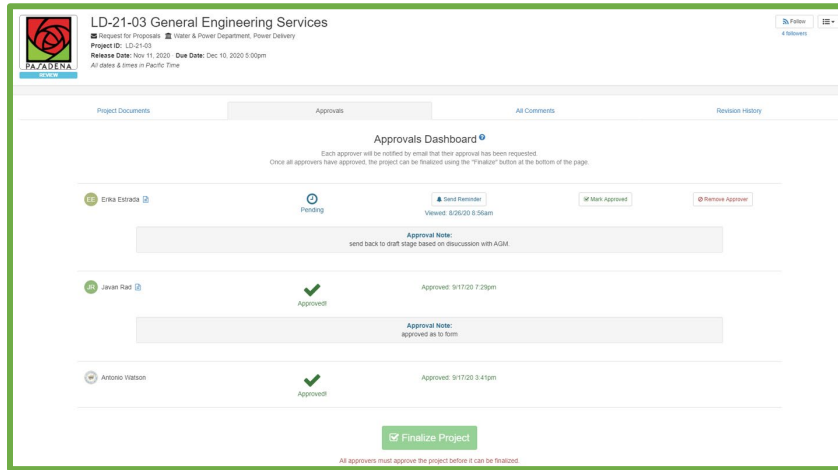 LD-21-03 General Engineering Services
Follow
Request for Proposals Water & Power Department, Power Delivery
4 followers
Project ID: LD-21-03
Release Date: Nov 11, 2020 · Due Date: Dec 10, 2020 5:00pm
All dates & times in Pacific Time
PASADENA
REVIEW
Project Documents
Approvals
All Comments
Revision History
Approvals Dashboard
Each approver will be notified by email that their approval has been requested.
Once all approvers have approved, the project can be finalized using the "Finalize" button at the bottom of the page.
EE Erika Estrada
Pending
Send Reminder
Viewed: 8/26/20 8:56am
Mark Approved
Remove Approver
Approval Note:
send back to draft stage based on disucussion with AGM.
JR Javan Rad
Approved!
Approved: 9/17/20 7:29pm
Approval Note:
approved as to form
Antonio Watson
Approved!
Approved: 9/17/20 3:41pm
Finalize Project
All approvers must approve the project before it can be finalized.